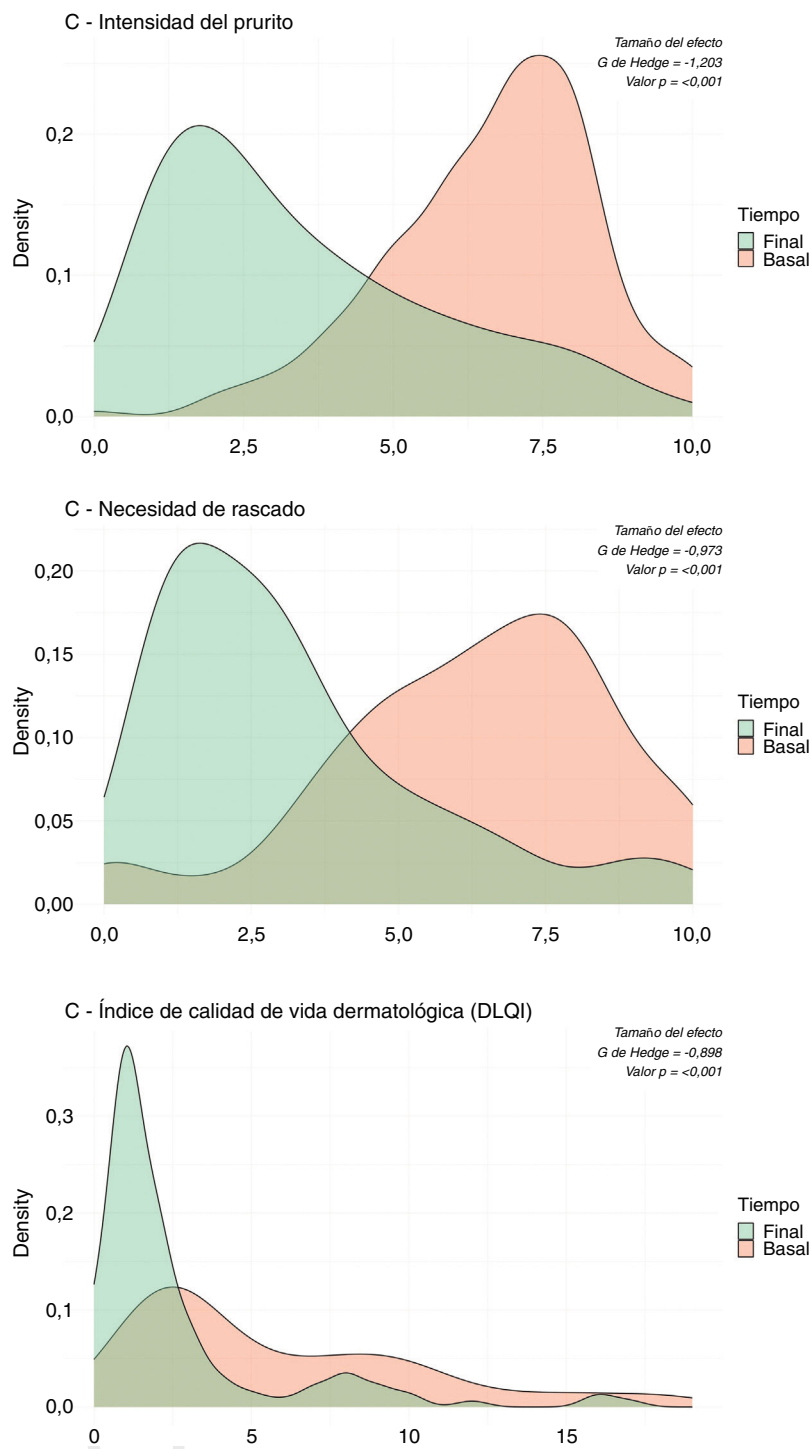 C - Intensidad del prurito
Tamaño del efecto
G de Hedge = -1,203
Valor p = <0,001
0,2
0,1
0,0
Density
0,0 2,5 5,0 7,5 10,0
Tiempo
Final
Basal
C - Necesidad de rascado
Tamaño del efecto
G de Hedge = -0,973
Valor p = <0,001
0,20
0,15
0,10
0,05
0,00
Density
0,0 2,5 5,0 7,5 10,0
Tiempo
Final
Basal
C - Índice de calidad de vida dermatológica (DLQI)
Tamaño del efecto
G de Hedge = -0,898
Valor p = <0,001
0,3
0,2
0,1
0,0
Density
0 5 10 15
Tiempo
Final
Basal